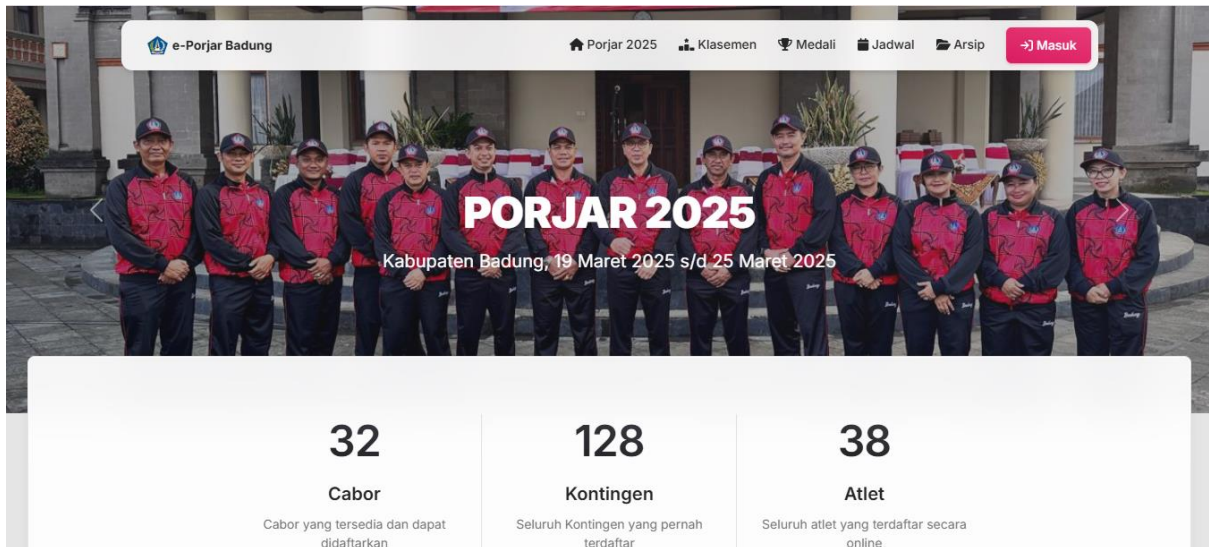 e-Porjar Badung
Porjar 2025 Klasemen Medali Jadwal Arsip Masuk
PORJAR 2025
Kabupaten Badung, 19 Maret 2025 s/d 25 Maret 2025
32 128 38
Cabor Kontingen Atlet
Cabor yang tersedia dan dapat
didaftarkan
Seluruh Kontingen yang pernah
terdaftar
Seluruh atlet yang terdaftar secara
online